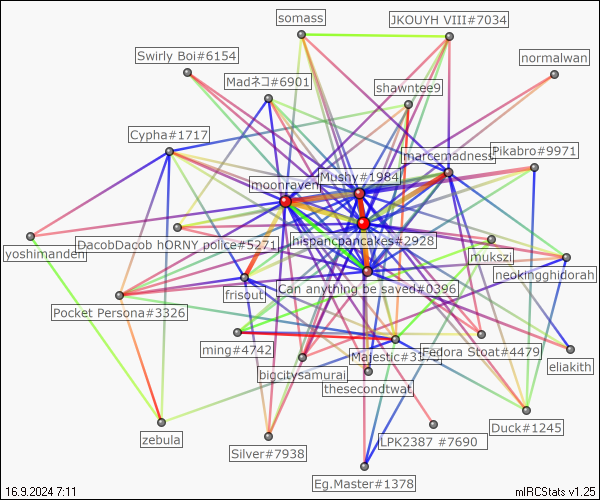 somass
JKOUYH VIII#7034
Swirly Boi#6154
normalwan
Madネコ#6901
shawntee9
Cypha#1717
Pikabro#9971
marcemadness
Mushy#1984
moonraven
yoshimanden
DacobDacob hORNY police#5271
hispancpancakes#2928
mukszi
neokingghidorah
frisout
Can anything be saved#0396
Pocket Persona#3326
ming#4742
Majestic#3
Fedora Stoat#4479
bigcitysamurai
eliakith
thesecondtwat
zebula
Duck#1245
Silver#7938
LPK2387 #7690
Eg.Master#1378
16.9.2024 7:11
mIRCStats v1.25